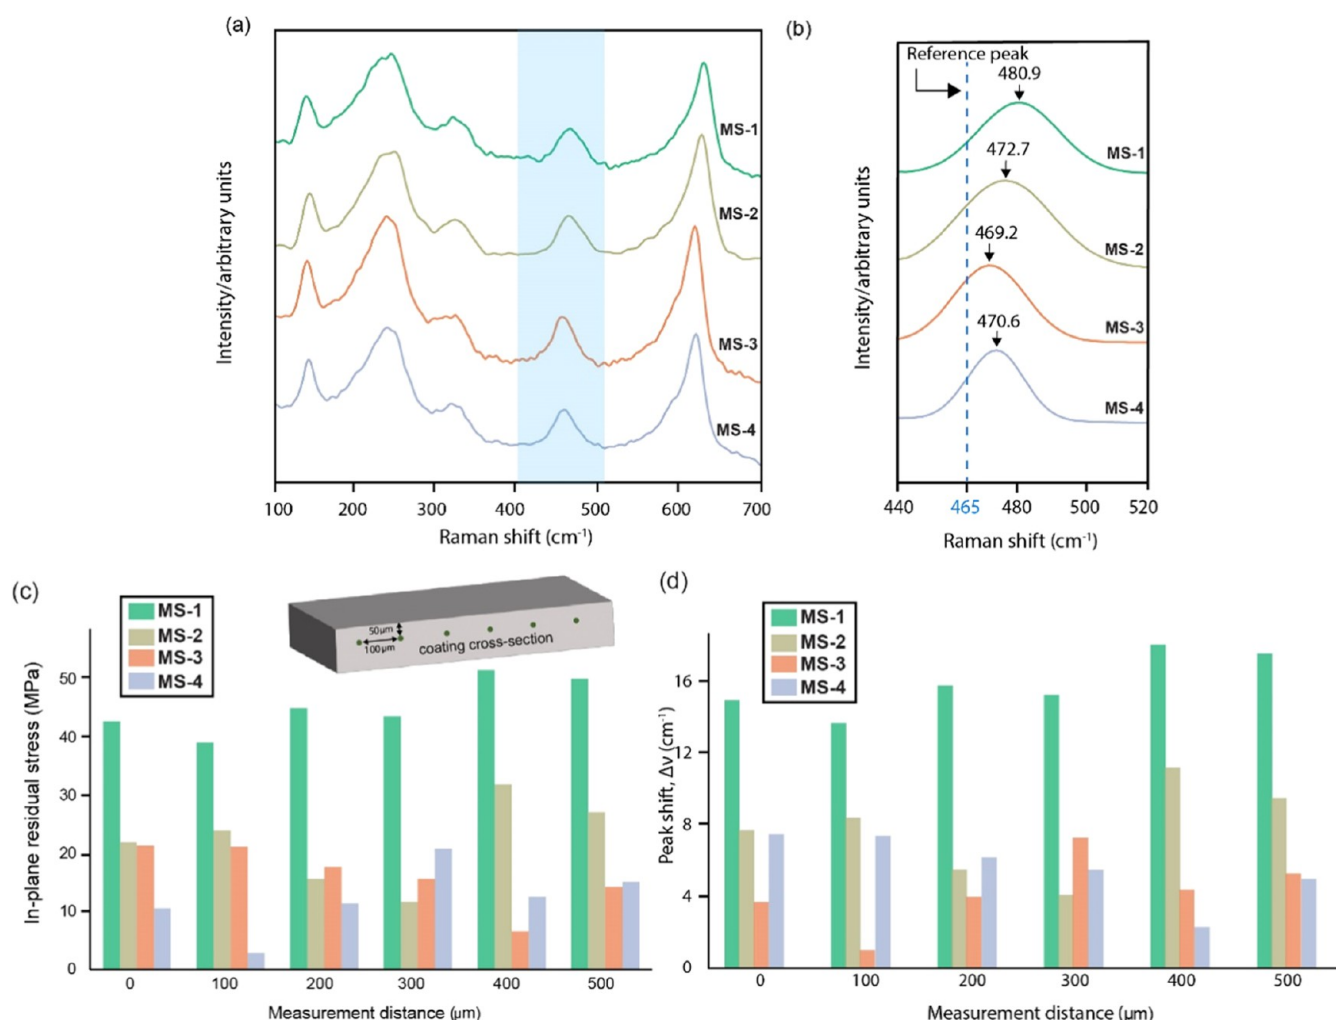 (a)
Intensity/arbitrary units
MS-1
MS-2
MS-3
MS-4
100 200 300 400 500 600 700
Raman shift (cm⁻¹)
(b)
Intensity/arbitrary units
Reference peak
480.9
MS-1
472.7
MS-2
469.2
MS-3
470.6
MS-4
440 465 480 500 520
Raman shift (cm⁻¹)
(c)
MS-1
MS-2
MS-3
MS-4
50µm
100µm
coating cross-section
In-plane residual stress (MPa)
50
40
30
20
10
0
0 100 200 300 400 500
Measurement distance (µm)
(d)
MS-1
MS-2
MS-3
MS-4
Peak shift, Δν (cm⁻¹)
16
12
8
4
0
0 100 200 300 400 500
Measurement distance (µm)